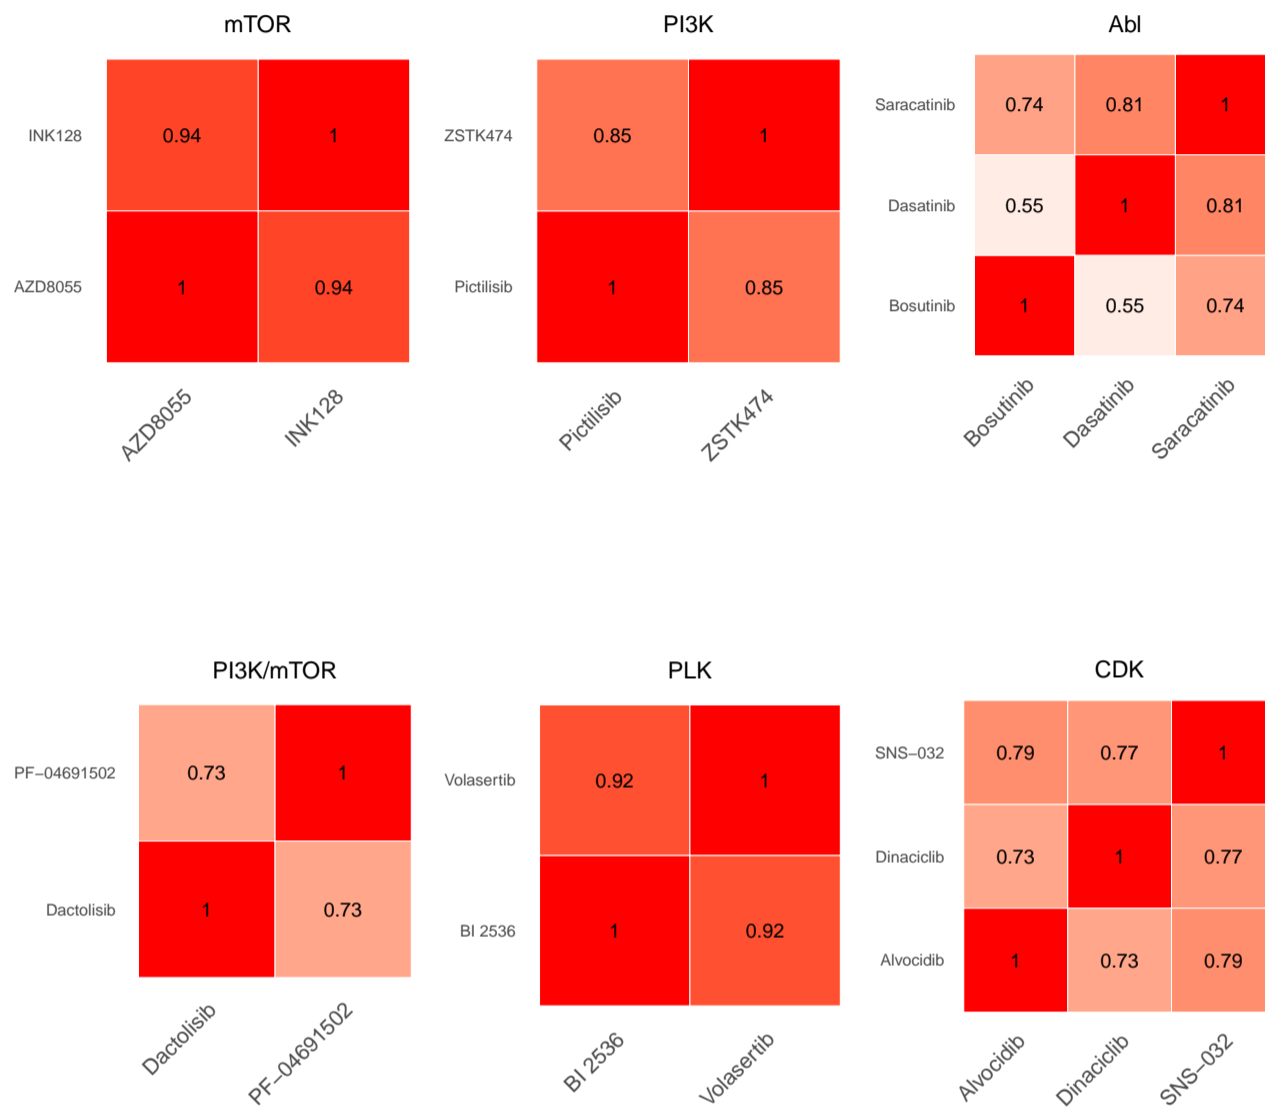 mTOR
INK128
0.94
1
AZD8055
1
0.94
AZD8055
INK128
PI3K
ZSTK474
0.85
1
Pictilisib
1
0.85
Pictilisib
ZSTK474
Abl
Saracatinib
0.74
0.81
1
Dasatinib
0.55
1
0.81
Bosutinib
1
0.55
0.74
Bosutinib
Dasatinib
Saracatinib
PI3K/mTOR
PF−04691502
0.73
1
Dactolisib
1
0.73
Dactolisib
PF−04691502
PLK
Volasertib
0.92
1
BI 2536
1
0.92
BI 2536
Volasertib
CDK
SNS−032
0.79
0.77
1
Dinaciclib
0.73
1
0.77
Alvocidib
1
0.73
0.79
Alvocidib
Dinaciclib
SNS−032